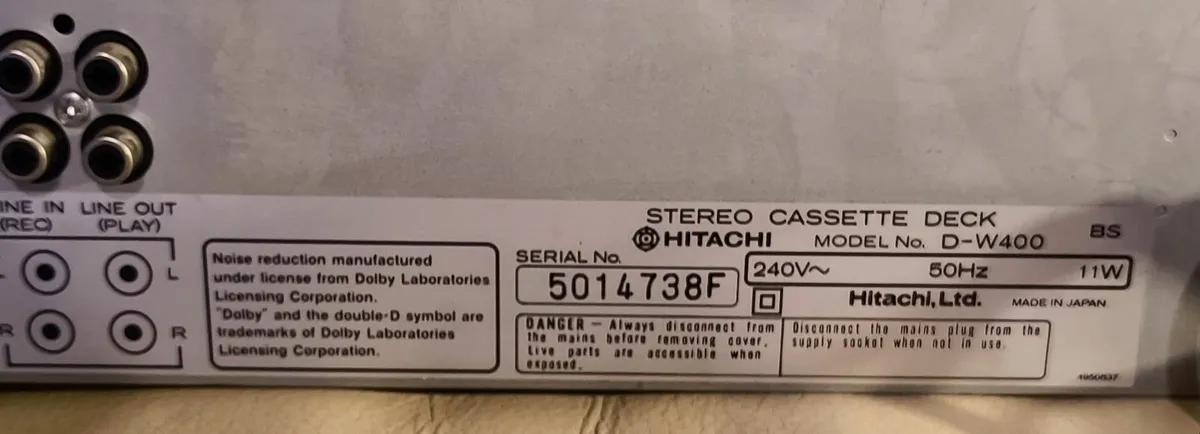 LINE IN LINE OUT
(REC) (PLAY)
L
R R
Noise reduction manufactured
under license from Dolby Laboratories
Licensing Corporation.
"Dolby" and the double-D symbol are
trademarks of Dolby Laboratories
Licensing Corporation.
STEREO CASSETTE DECK
HITACHI MODEL No. D-W400 BS
SERIAL No.
5014738F
240V~ 50Hz 11W
Hitachi, Ltd. MADE IN JAPAN
DANGER – Always disconnect from
the mains before removing cover.
Live parts are accessible when
exposed.
Disconnect the mains plug from the
supply socket when not in use.